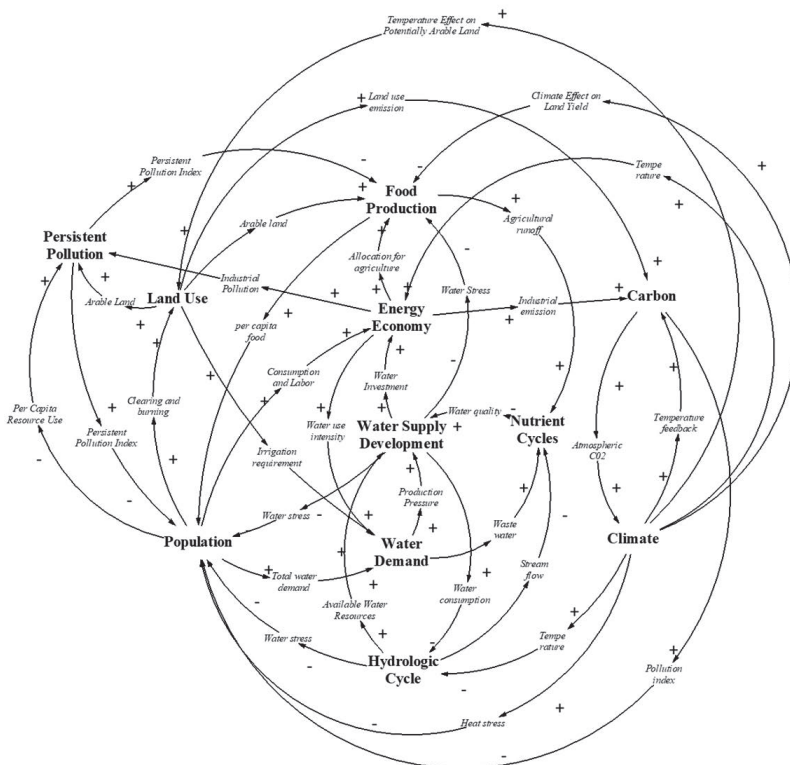 Temperature Effect on
Potentially Arable Land
Land use
emission
Climate Effect on
Land Yield
Persistent
Pollution Index
Tempe
rature
Food
Production
Arable land
Agricultural
runoff
Persistent
Pollution
Allocation for
agriculture
Industrial
Pollution
Water Stress
Arable Land
Land Use
Energy
Economy
Industrial
emission
Carbon
per capita
food
Consumption
and Labor
Water
Investment
Clearing and
burning
Per Capita
Resource Use
Persistent
Pollution Index
Water use
intensity
Water Supply
Development
Water quality
Nutrient
Cycles
Temperature
feedback
Irrigation
requirement
Atmospheric
C02
Production
Pressure
Water stress
Population
Water
Demand
Waste
water
Climate
Total water
demand
Stream
flow
Available Water
Resources
Water
consumption
Water stress
Tempe
rature
Hydrologic
Cycle
Pollution
index
Heat stress